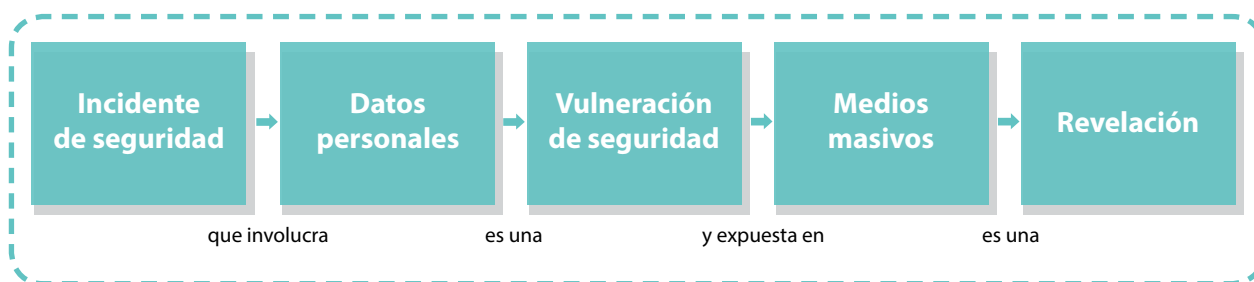 Incidente
de seguridad
Datos
personales
Vulneración
de seguridad
Medios
masivos
Revelación
que involucra
es una
y expuesta en
es una